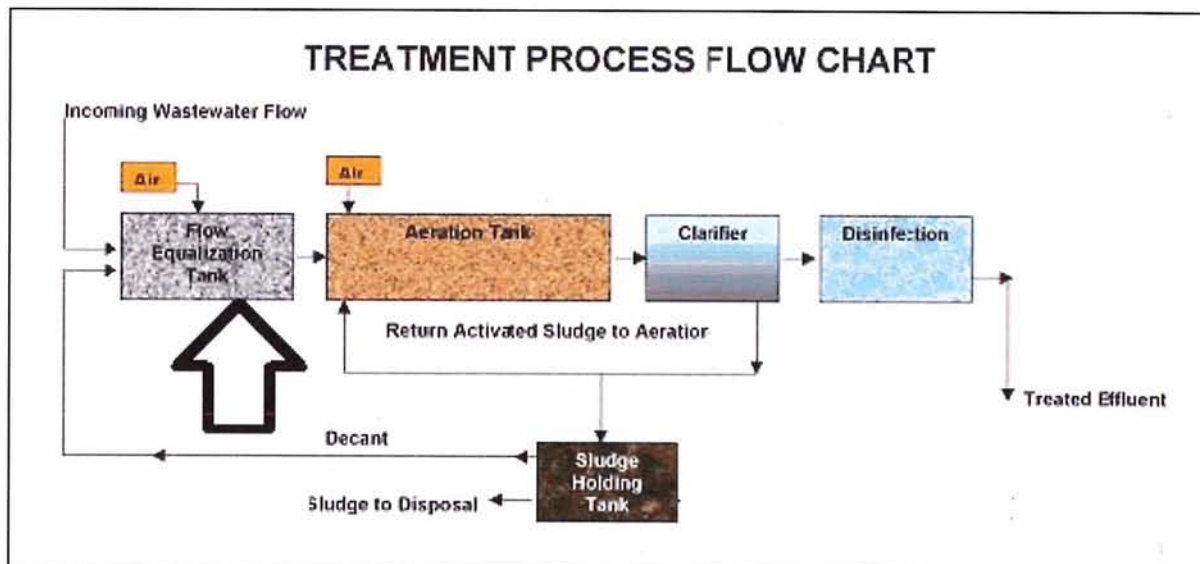 TREATMENT PROCESS FLOW CHART
Incoming Wastewater Flow
Air
Air
Flow
Equalization
Tank
Aeration Tank
Clarifier
Disinfection
Return Activated Sludge to Aeration
Treated Effluent
Decant
Sludge
Holding
Tank
Sludge to Disposal